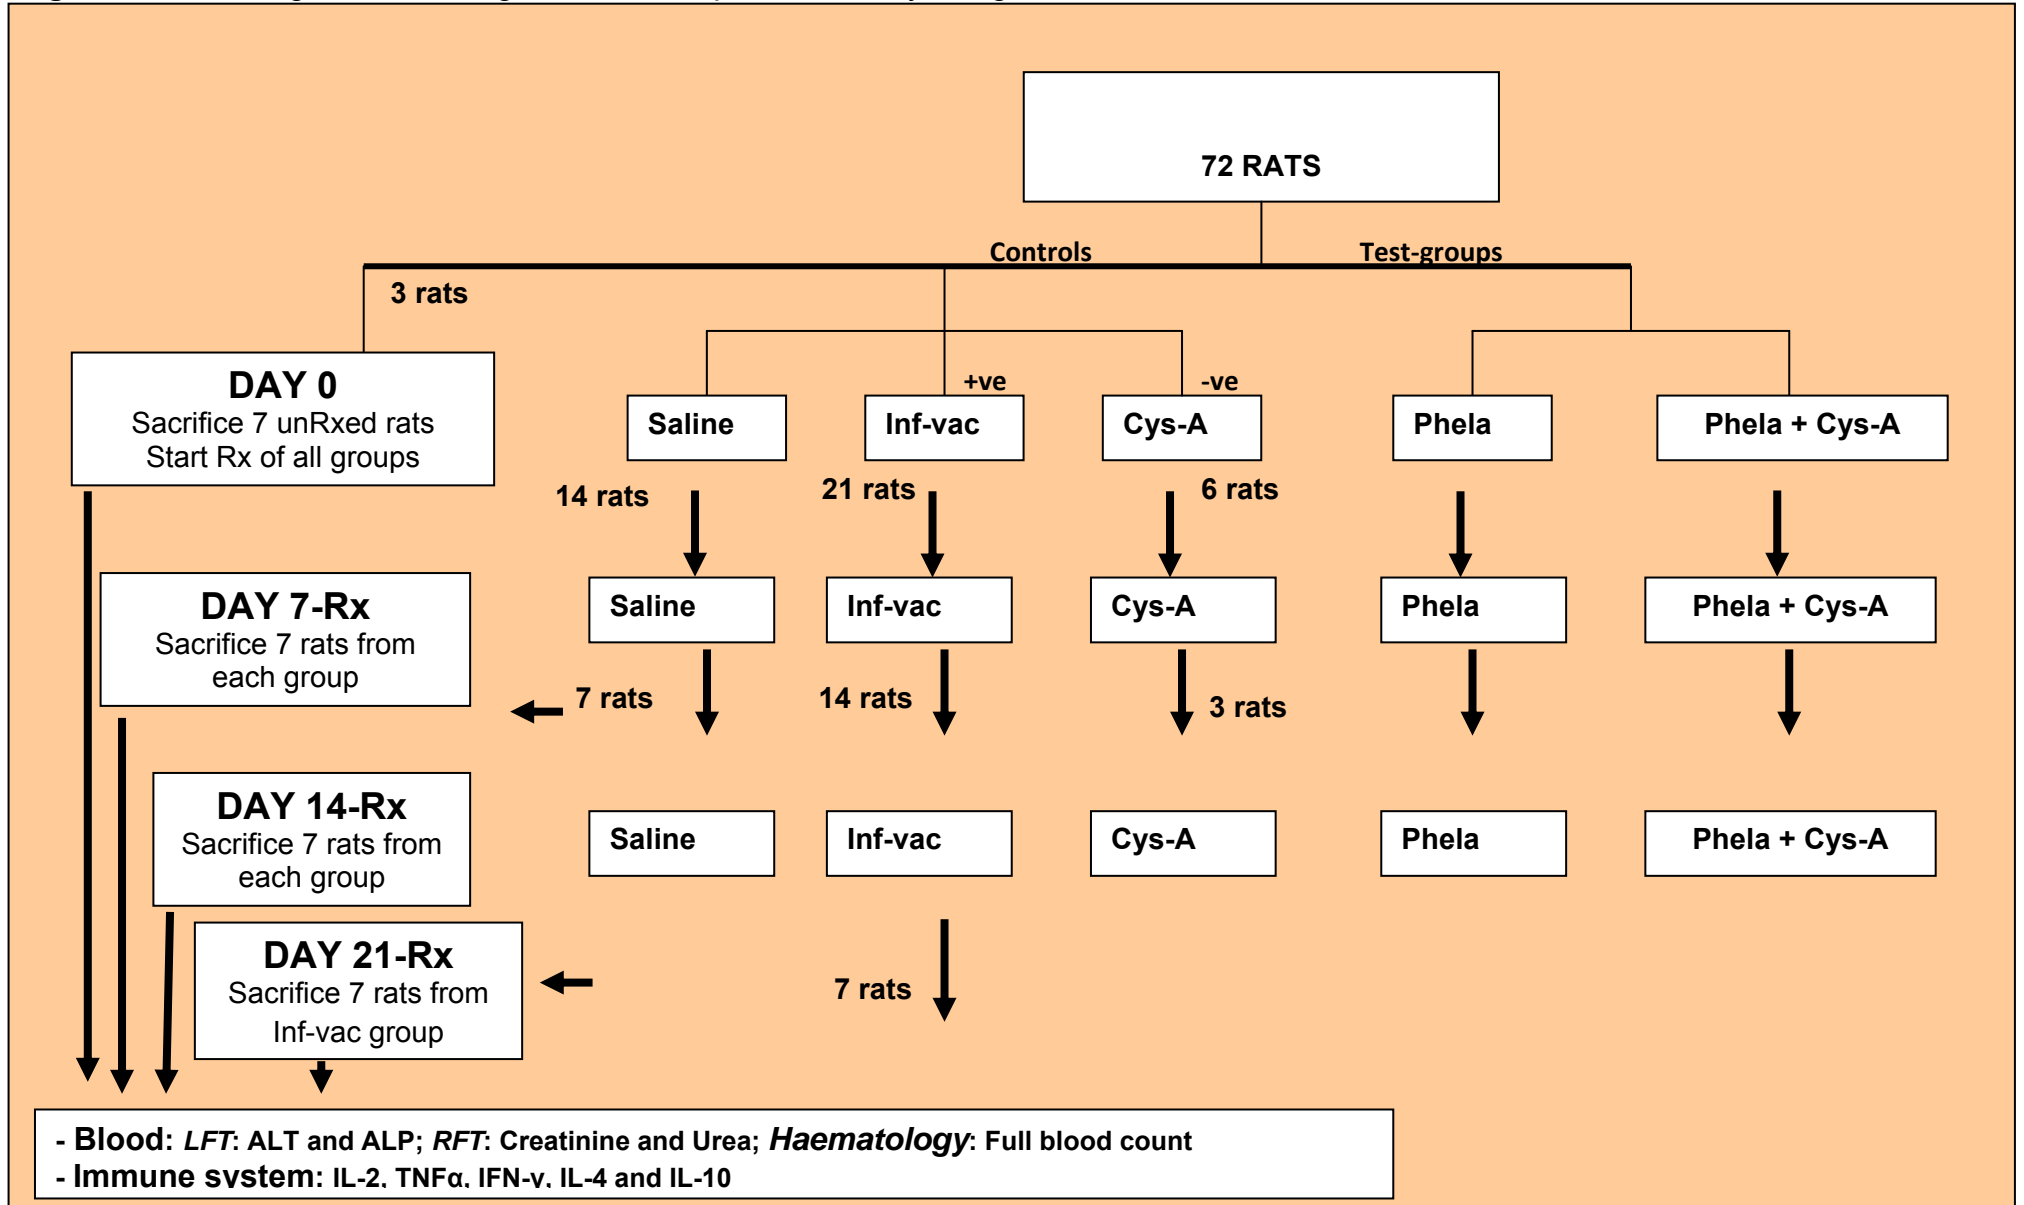 72 RATS
Controls
Test-groups
3 rats
DAY 0
Sacrifice 7 unRxed rats
Start Rx of all groups
+ve
-ve
Saline
Inf-vac
Cys-A
Phela
Phela + Cys-A
14 rats
21 rats
6 rats
DAY 7-Rx
Sacrifice 7 rats from
each group
Saline
Inf-vac
Cys-A
Phela
Phela + Cys-A
7 rats
14 rats
3 rats
DAY 14-Rx
Sacrifice 7 rats from
each group
Saline
Inf-vac
Cys-A
Phela
Phela + Cys-A
DAY 21-Rx
Sacrifice 7 rats from
Inf-vac group
7 rats
- Blood: LFT: ALT and ALP; RFT: Creatinine and Urea; Haematology: Full blood count
- Immune system: IL-2, TNFα, IFN-γ, IL-4 and IL-10